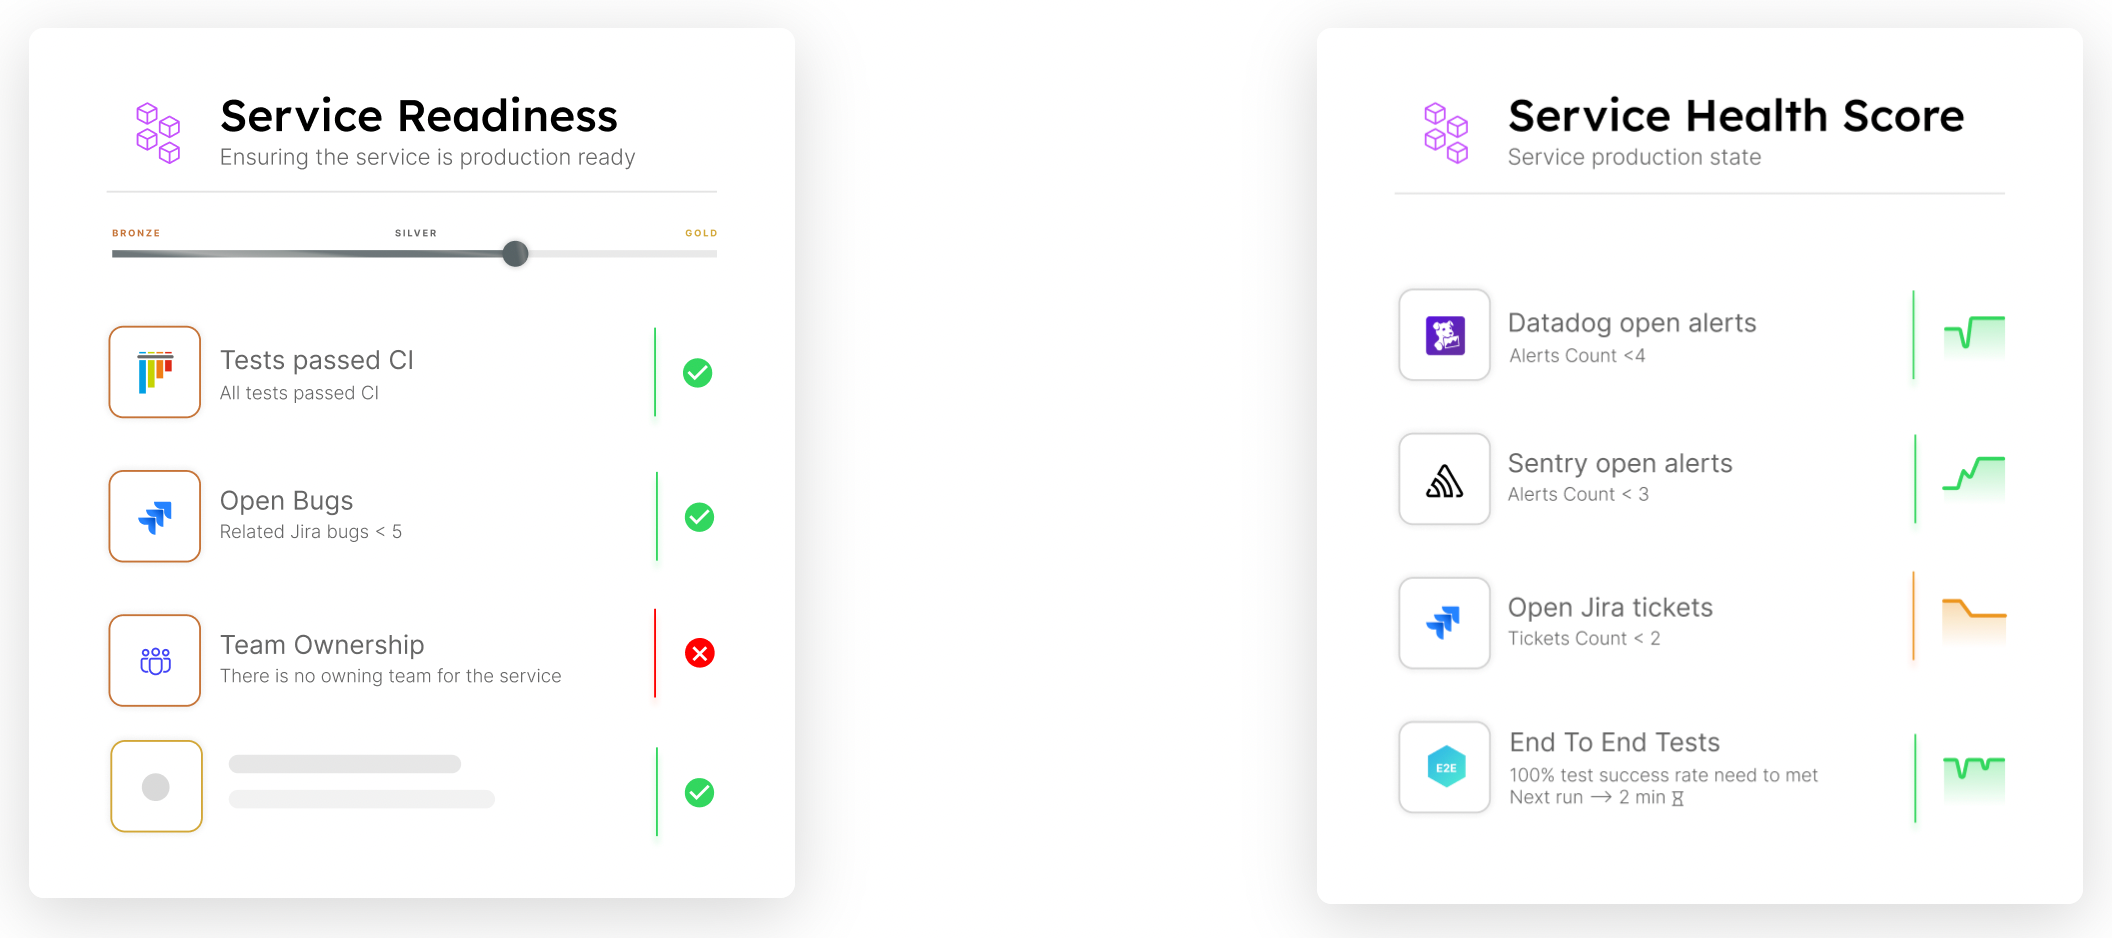 Service Readiness
Ensuring the service is production ready
BRONZE
SILVER
GOLD
Tests passed CI
All tests passed CI
Open Bugs
Related Jira bugs < 5
Team Ownership
There is no owning team for the service
Service Health Score
Service production state
Datadog open alerts
Alerts Count <4
Sentry open alerts
Alerts Count < 3
Open Jira tickets
Tickets Count < 2
E2E
End To End Tests
100% test success rate need to met
Next run → 2 min ⌛